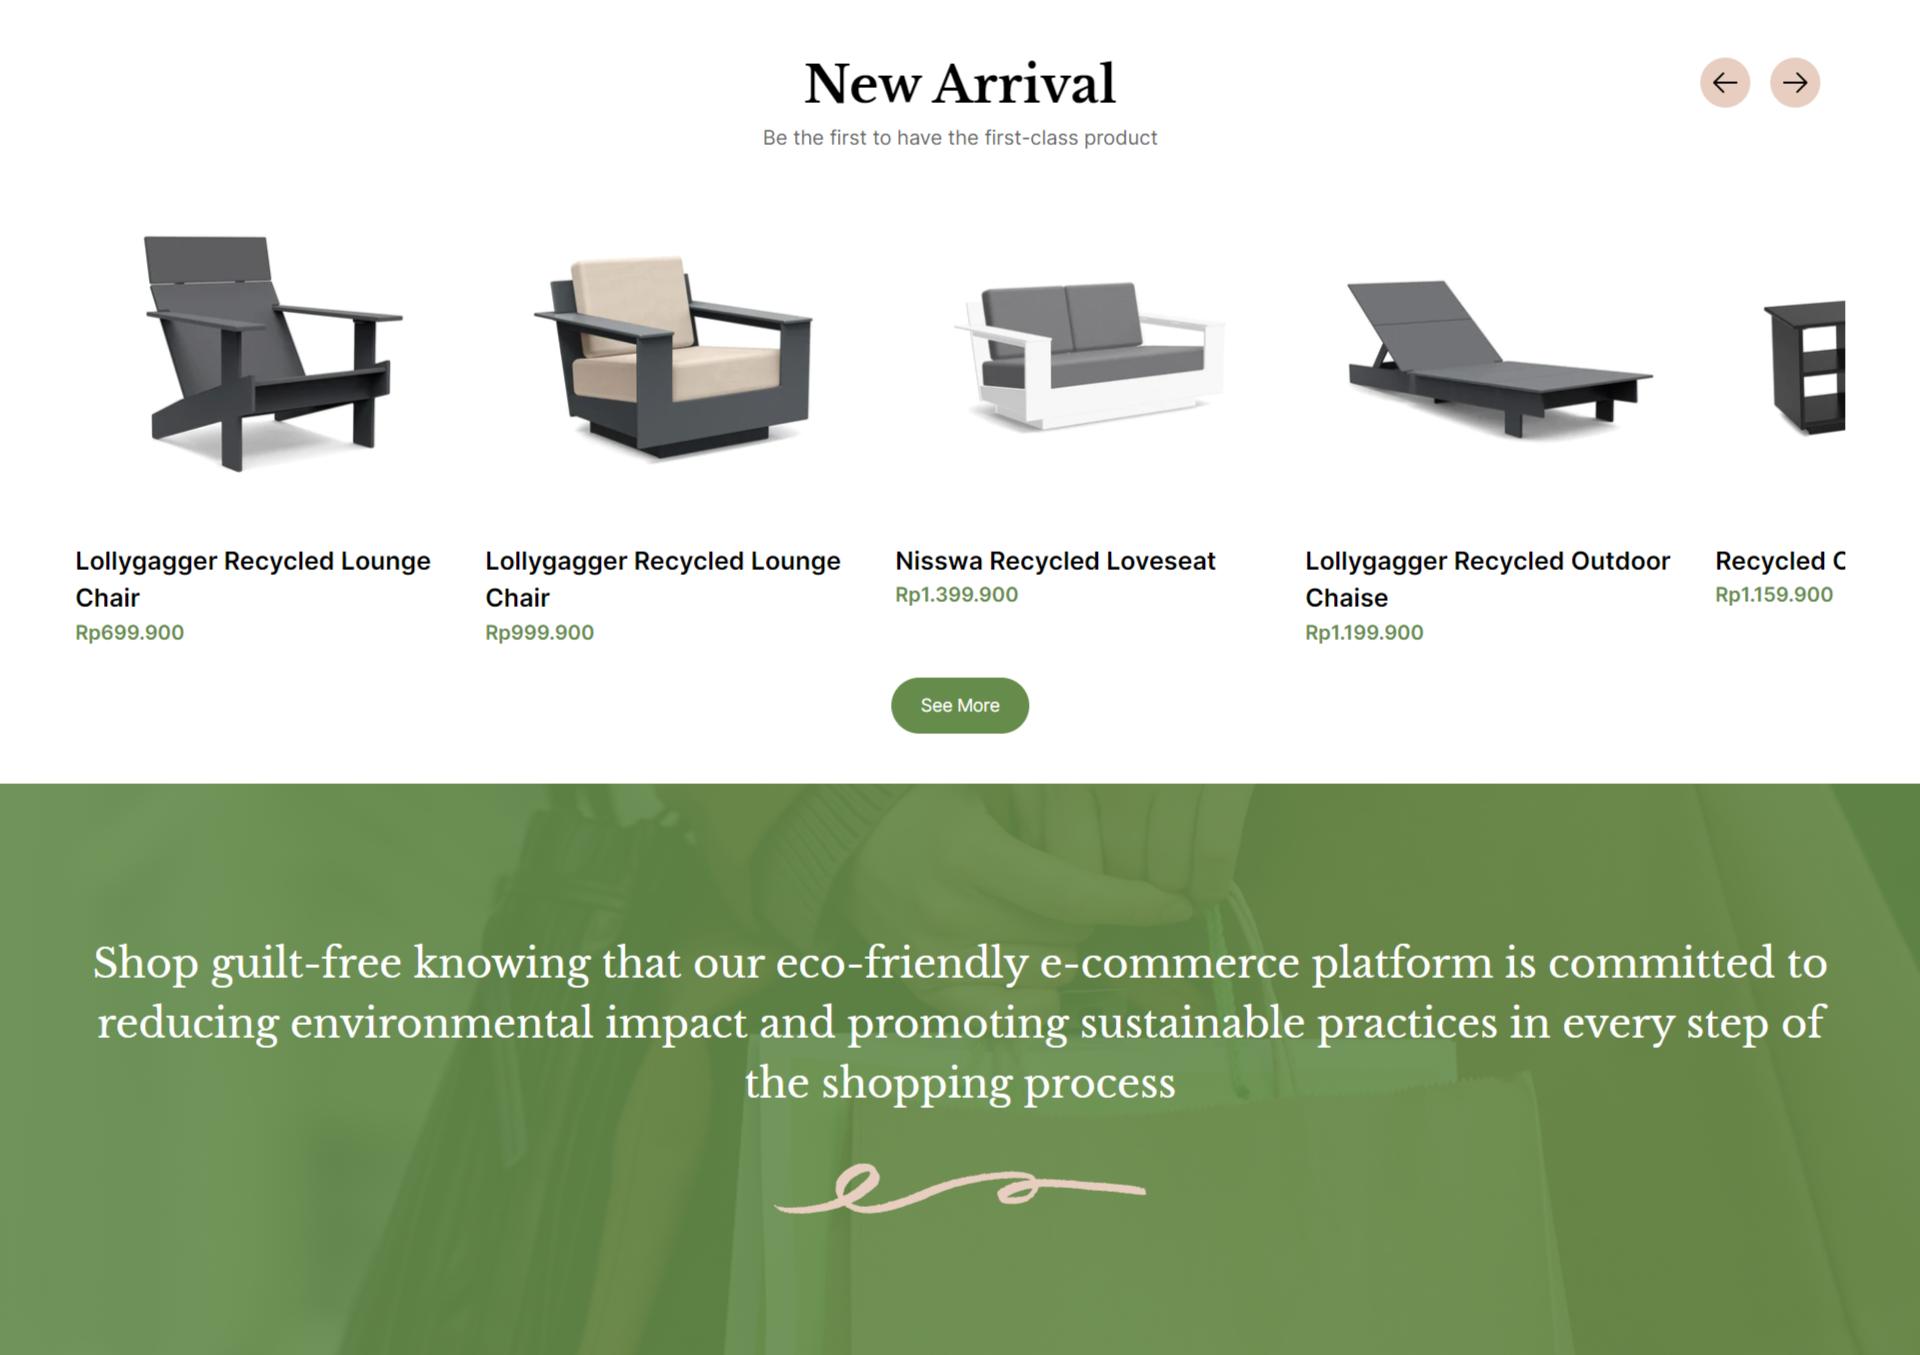 New Arrival
Be the first to have the first-class product
Lollygagger Recycled Lounge
Chair
Rp699.900
Lollygagger Recycled Lounge
Chair
Rp999.900
Nisswa Recycled Loveseat
Rp1.399.900
Lollygagger Recycled Outdoor
Chaise
Rp1.199.900
Recycled
Rp1.159.900
See More
Shop guilt-free knowing that our eco-friendly e-commerce platform is committed to
reducing environmental impact and promoting sustainable practices in every step of
the shopping process